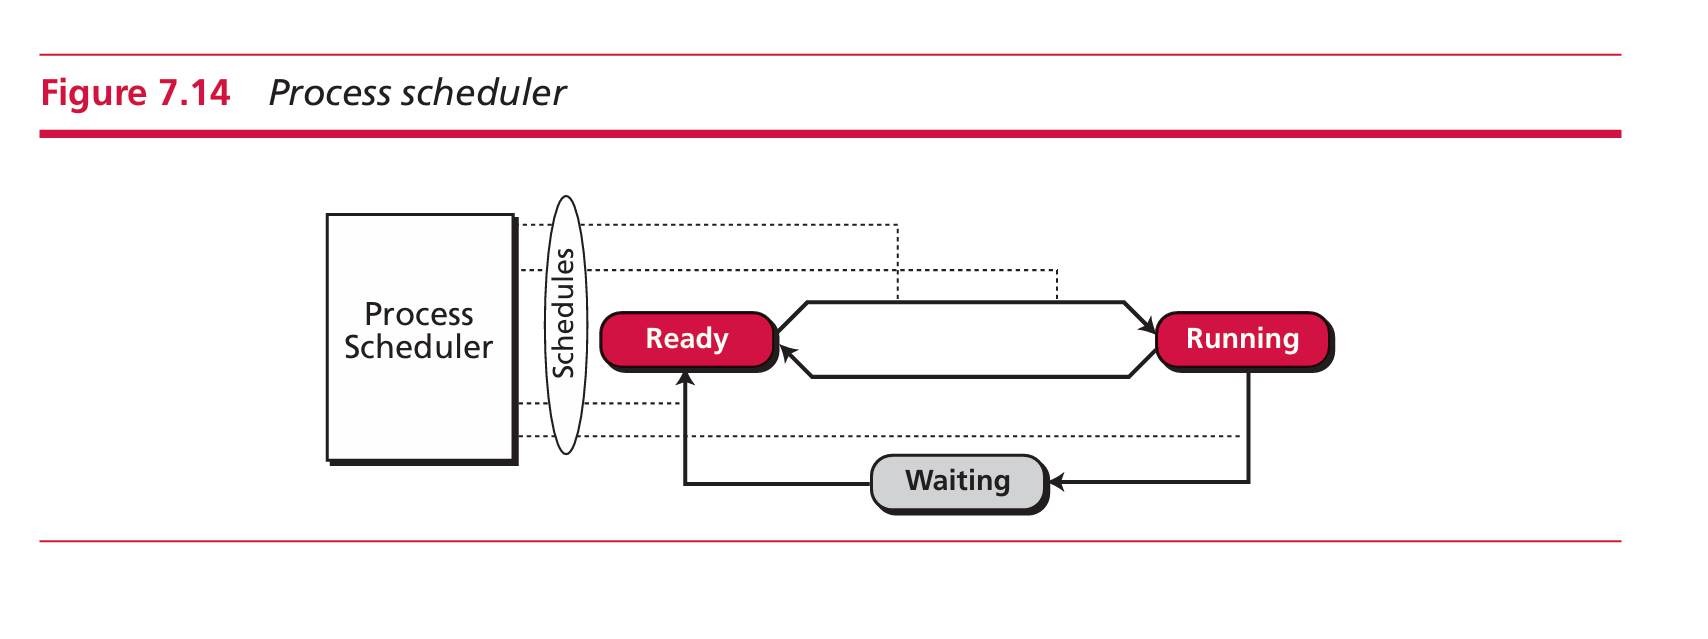 Figure 7.14 Process scheduler
Process
Scheduler
Schedules
Ready
Running
Waiting